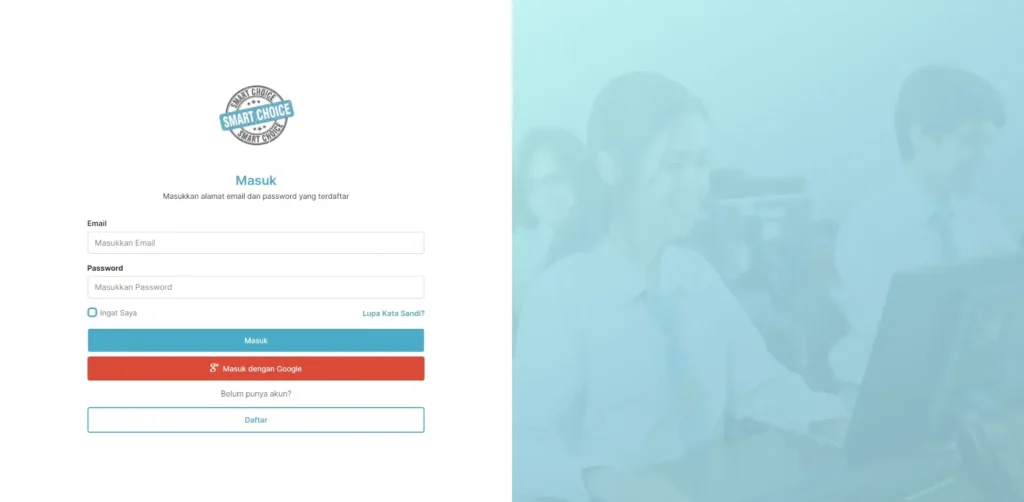 SMART CHOICE
SMART CHOICE
SMART CHOICE
Masuk
Masukkan alamat email dan password yang terdaftar
Email
Masukkan Email
Password
Masukkan Password
Ingat Saya
Lupa Kata Sandi?
Masuk
Masuk dengan Google
Belum punya akun?
Daftar